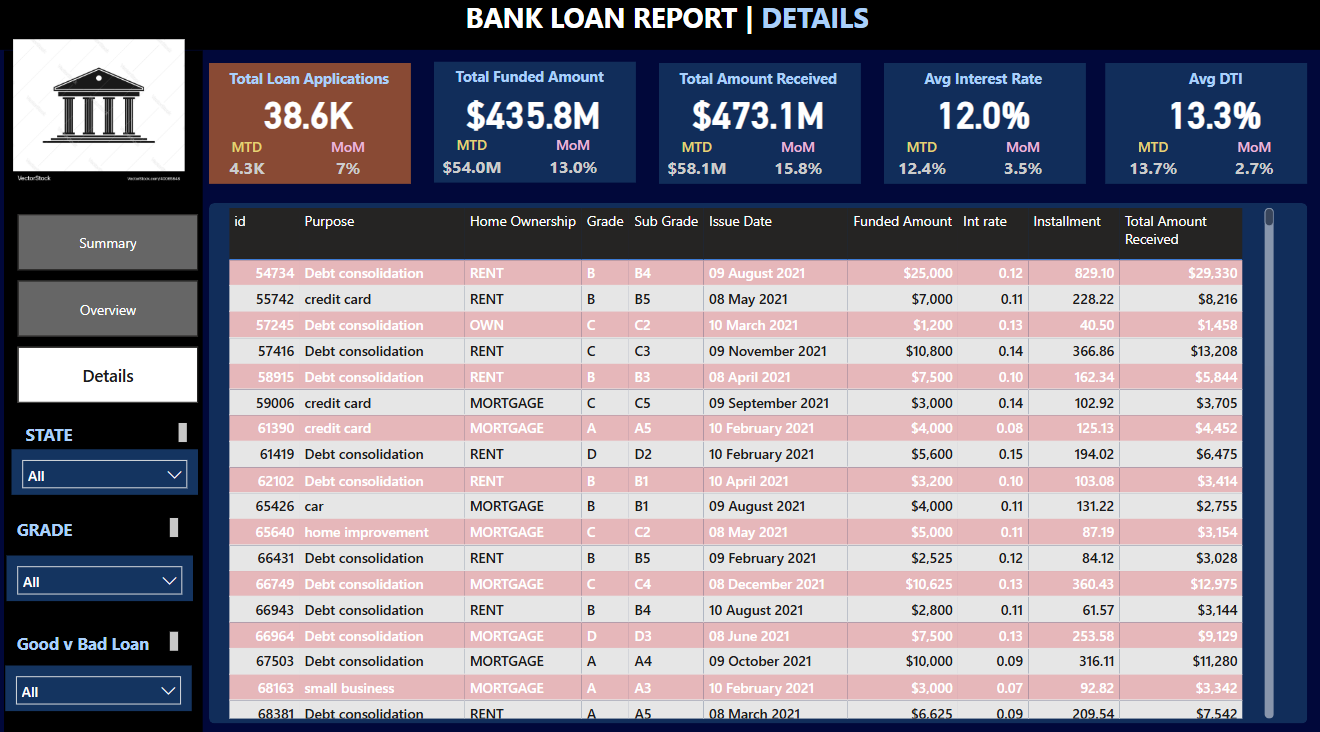 BANK LOAN REPORT | DETAILS
VectorStock
Total Loan Applications
38.6K
MTD MoM
4.3K 7%
Total Funded Amount
$435.8M
MTD MoM
$54.0M 13.0%
Total Amount Received
$473.1M
MTD MoM
$58.1M 15.8%
Avg Interest Rate
12.0%
MTD MoM
12.4% 3.5%
Avg DTI
13.3%
MTD MoM
13.7% 2.7%
Summary
Overview
Details
STATE
All
GRADE
All
Good v Bad Loan
All
id Purpose Home Ownership Grade Sub Grade Issue Date Funded Amount Int rate Installment Total Amount
Received
54734 Debt consolidation RENT B B4 09 August 2021 $25,000 0.12 829.10 $29,330
55742 credit card RENT B B5 08 May 2021 $7,000 0.11 228.22 $8,216
57245 Debt consolidation OWN C C2 10 March 2021 $1,200 0.13 40.50 $1,458
57416 Debt consolidation RENT C C3 09 November 2021 $10,800 0.14 366.86 $13,208
58915 Debt consolidation RENT B B3 08 April 2021 $7,500 0.10 162.34 $5,844
59006 credit card MORTGAGE C C5 09 September 2021 $3,000 0.14 102.92 $3,705
61390 credit card MORTGAGE A A5 10 February 2021 $4,000 0.08 125.13 $4,452
61419 Debt consolidation RENT D D2 10 February 2021 $5,600 0.15 194.02 $6,475
62102 Debt consolidation RENT B B1 10 April 2021 $3,200 0.10 103.08 $3,414
65426 car MORTGAGE B B1 09 August 2021 $4,000 0.11 131.22 $2,755
65640 home improvement MORTGAGE C C2 08 May 2021 $5,000 0.11 87.19 $3,154
66431 Debt consolidation RENT B B5 09 February 2021 $2,525 0.12 84.12 $3,028
66749 Debt consolidation MORTGAGE C C4 08 December 2021 $10,625 0.13 360.43 $12,975
66943 Debt consolidation RENT B B4 10 August 2021 $2,800 0.11 61.57 $3,144
66964 Debt consolidation MORTGAGE D D3 08 June 2021 $7,500 0.13 253.58 $9,129
67503 Debt consolidation MORTGAGE A A4 09 October 2021 $10,000 0.09 316.11 $11,280
68163 small business MORTGAGE A A3 10 February 2021 $3,000 0.07 92.82 $3,342
68381 Debt consolidation RENT A A5 08 March 2021 $6,625 0.09 209.54 $7,542